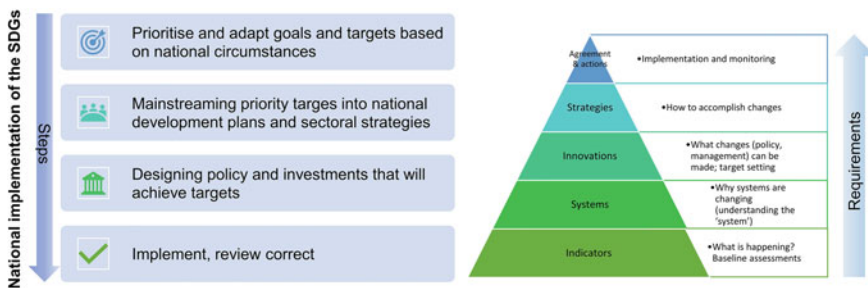 National implementation of the SDGs
Steps
Prioritise and adapt goals and targets based
on national circumstances
Mainstreaming priority targes into national
development plans and sectoral strategies
Designing policy and investments that will
achieve targets
Implement, review correct
Agreement
& actions
•Implementation and monitoring
Strategies
•How to accomplish changes
Innovations
•What changes (policy,
management) can be
made; target setting
Systems
•Why systems are
changing
(understanding the
‘system’)
Indicators
•What is happening?
Baseline assessments
Requirements